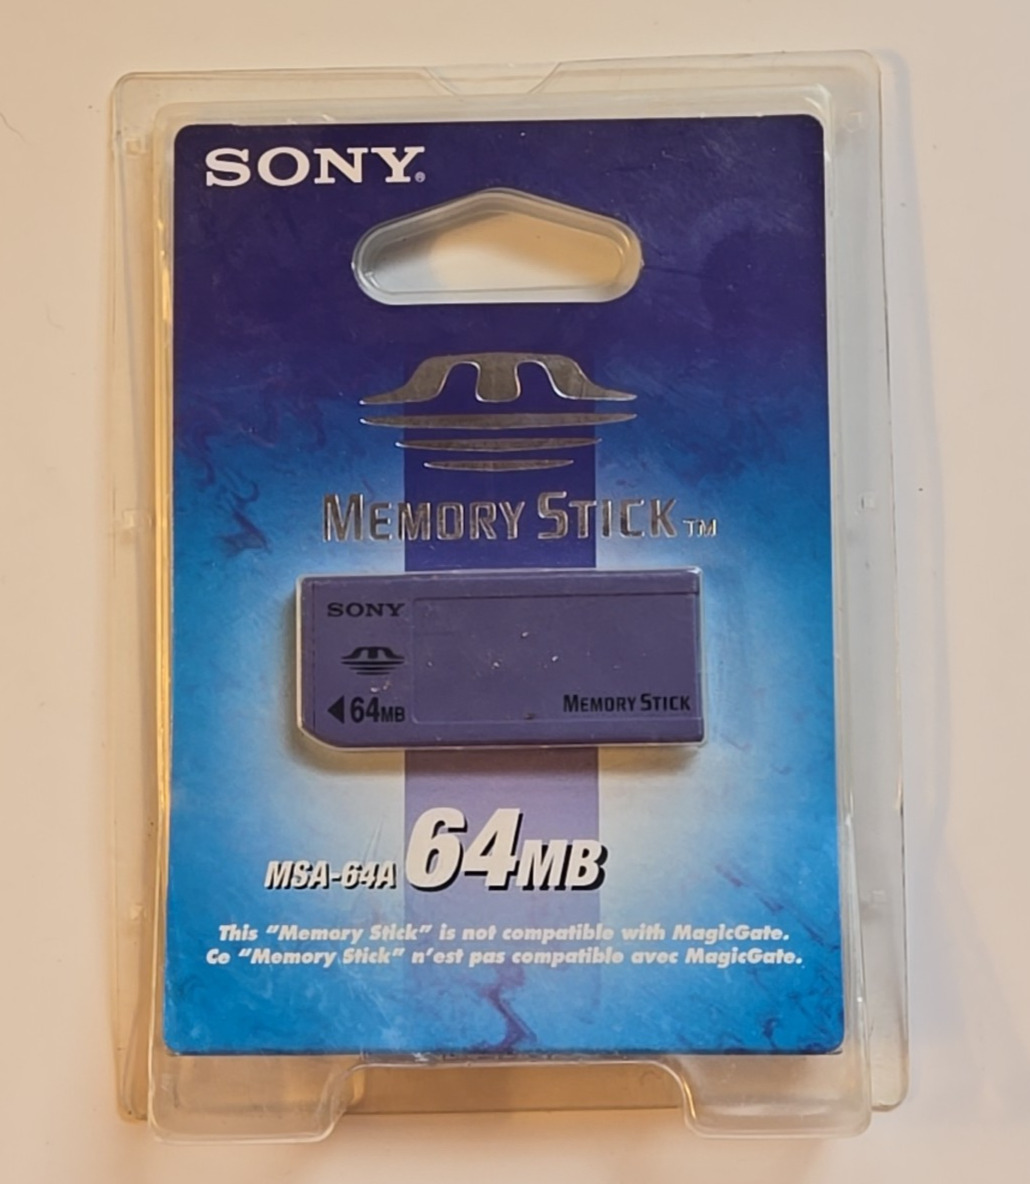 SONY®
MEMORY STICK™
SONY
◀64MB
MEMORY STICK
MSA-64A 64MB
This “Memory Stick” is not compatible with MagicGate.
Ce “Memory Stick” n’est pas compatible avec MagicGate.